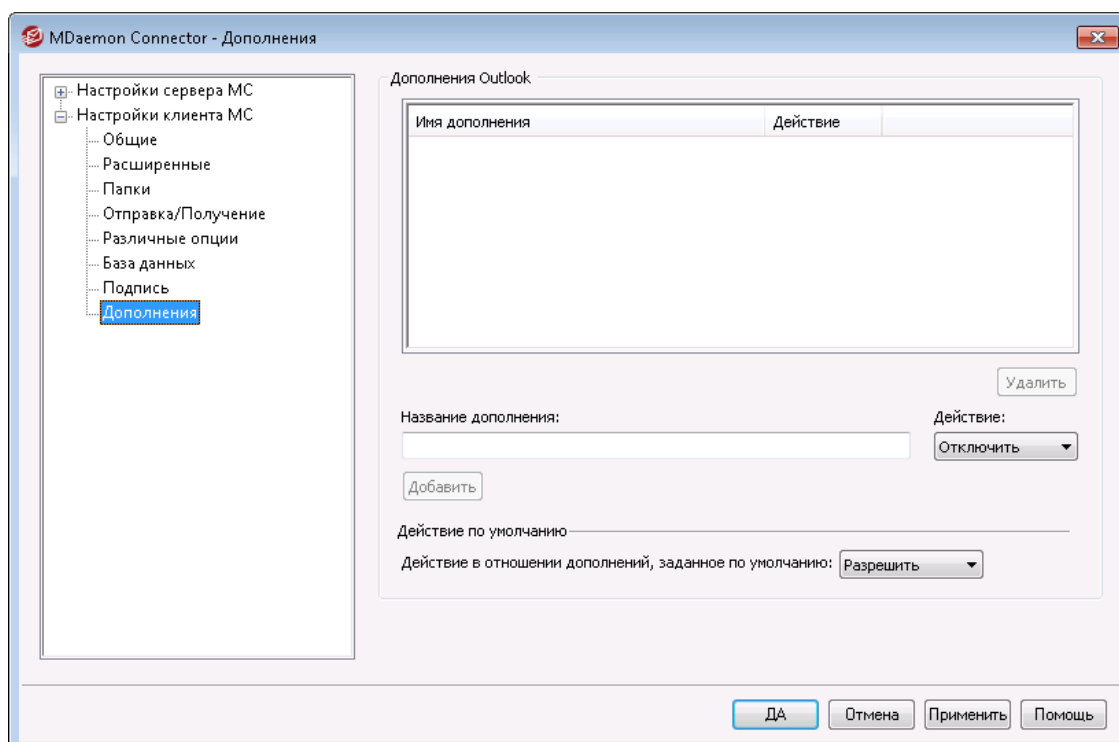 MDaemon Connector - Дополнения
Настройки сервера МС
Настройки клиента МС
Общие
Расширенные
Папки
Отправка/Получение
Различные опции
База данных
Подпись
Дополнения
Дополнения Outlook
Имя дополнения Действие
Удалить
Название дополнения: Действие:
Отключить
Добавить
Действие по умолчанию
Действие в отношении дополнений, заданное по умолчанию: Разрешить
ДА Отмена Применить Помощь